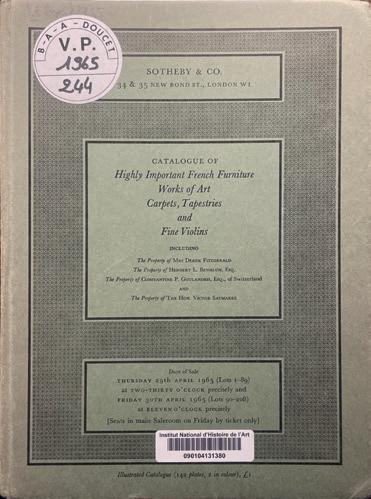 B-A-A-DOUCET
V.P.
1965
244
SOTHEBY & CO.
34 & 35 NEW BOND ST., LONDON W1
CATALOGUE OF
Highly Important French Furniture
Works of Art
Carpets, Tapestries
and
Fine Violins
INCLUDING
The Property of MRS DEREK FITZGERALD
The Property of HERBERT L. ESQ.
The Property of CONSTANTINE P. GOULANDRIS, ESQ., of Switzerland
AND
The Property of THE HON. VICTOR SAUMAREZ
Days of Sale
THURSDAY 29th APRIL 1965 (Lots 1-89)
at TWO-THIRTY O'CLOCK precisely
FRIDAY 30TH APRIL 1965 (Lots 90-208)
at ELEVEN O'CLOCK precisely
[Seats in main Saleroom on Friday by ticket only]
Institut National d'Histoire de l'Art
090104131380
Illustrated Catalogue (142 plates, 2 in colour), £1